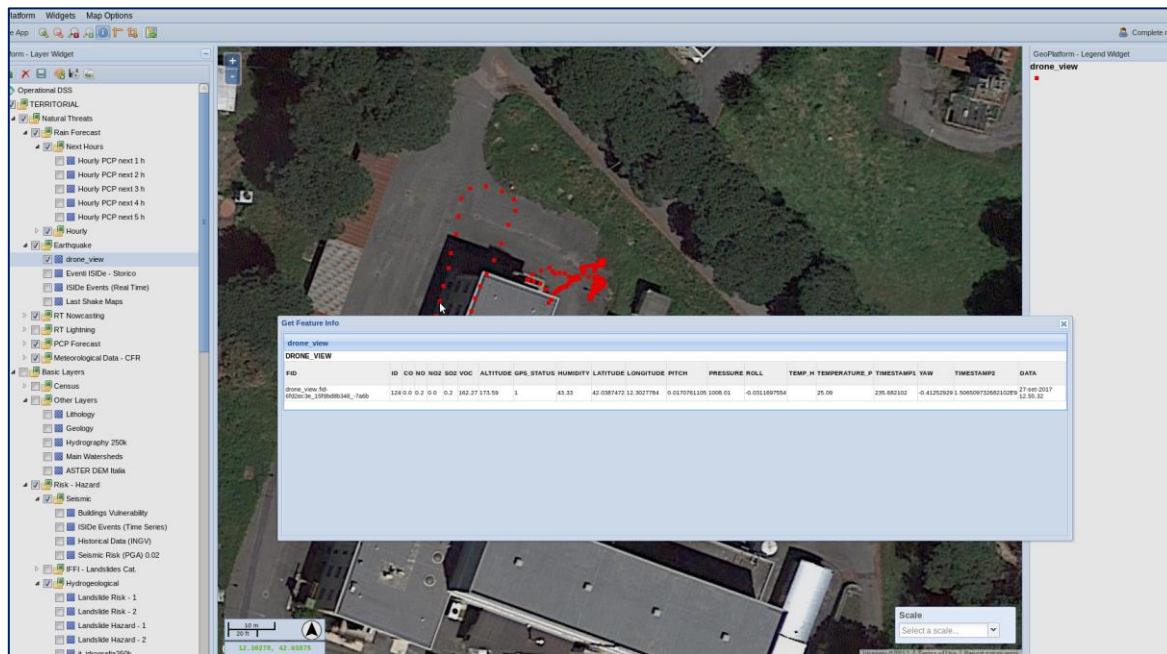 latform Widgets Map Options
e App
Complete r
form - Layer Widget
Operational DSS
TERRITORIAL
Natural Threats
Rain Forecast
Next Hours
Hourly PCP next 1 h
Hourly PCP next 2 h
Hourly PCP next 3 h
Hourly PCP next 4 h
Hourly PCP next 5 h
Hourly
Earthquake
drone_view
Eventi ISIDe - Storico
ISIDe Events (Real Time)
Last Shake Maps
RT Nowcasting
RT Lightning
PCP Forecast
Meteorological Data - CFR
Basic Layers
Census
Other Layers
Lithology
Geology
Hydrography 250k
Main Watersheds
ASTER DEM Italia
Risk - Hazard
Seismic
Buildings Vulnerability
ISIDe Events (Time Series)
Historical Data (INGV)
Seismic Risk (PGA) 0.02
IFFI - Landslides Cat.
Hydrogeological
Landslide Risk - 1
Landslide Risk - 2
Landslide Hazard - 1
Landslide Hazard - 2
+
-
Get Feature Info
drone_view
DRONE_VIEW
FID ID CO NO NO2 SO2 VOC ALTITUDE GPS_STATUS HUMIDITY LATITUDE LONGITUDE PITCH PRESSURE ROLL TEMP_H TEMPERATURE_P TIMESTAMP1 YAW TIMESTAMP2 DATA
drone_view.fid- 124 0.0 0.2 0.0 0.2 162.27 173.59 1 43.33 42.0387472 12.3027784 0.0170761105 1008.01 -0.0311697554 25.09 235.682102 -0.41252929 27-set-2017
12.55.32
10 m
20 ft
12.30278, 42.03875
Scale
Select a scale...
GeoPlatform - Legend Widget
drone_view